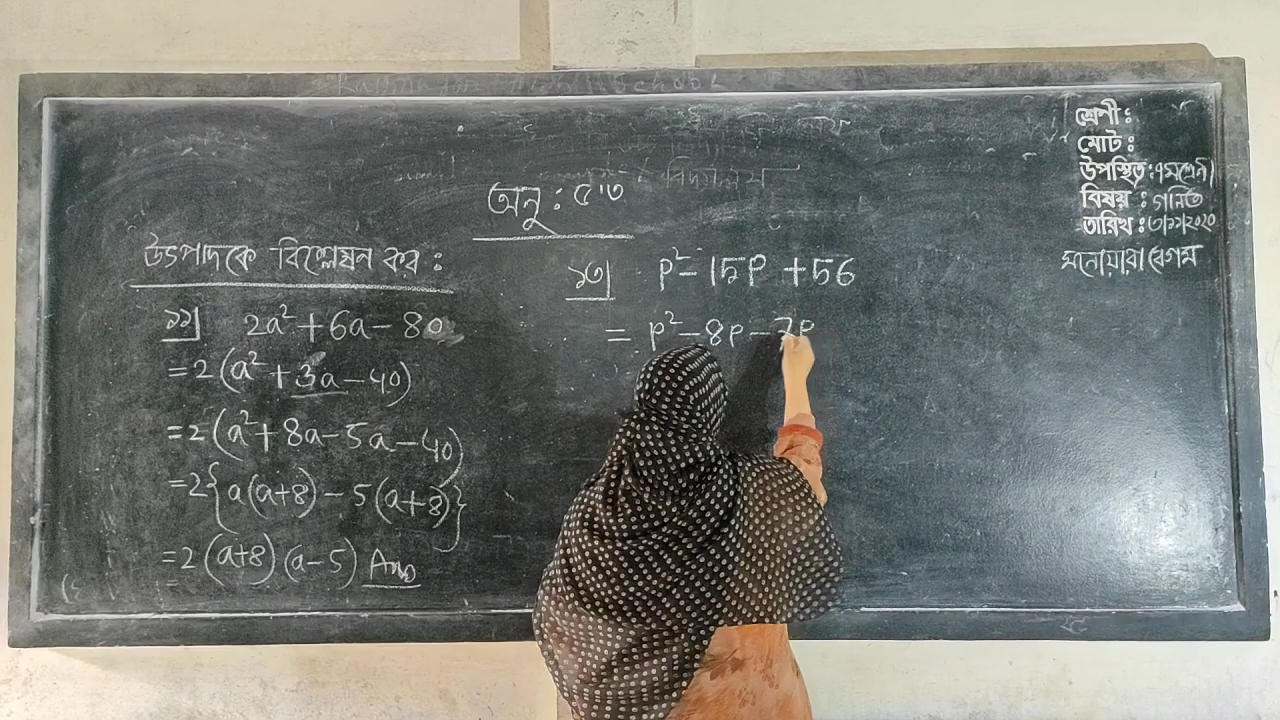 অনু: ৫.৩
উৎপাদকে বিশ্লেষন কর:
১১| 2a² + 6a - 80
= 2(a² + 3a - 40)
= 2(a² + 8a - 5a - 40)
= 2{a(a+8) - 5(a+8)}
= 2(a+8)(a-5) Ans
১৩| p² - 15p + 56
= p² - 8p - 7p
শ্রেণী:
মোট:
উপস্থিত: ৭ম শ্রেনী
বিষয়: গনিত
তারিখ:
মনোয়ারা বেগম